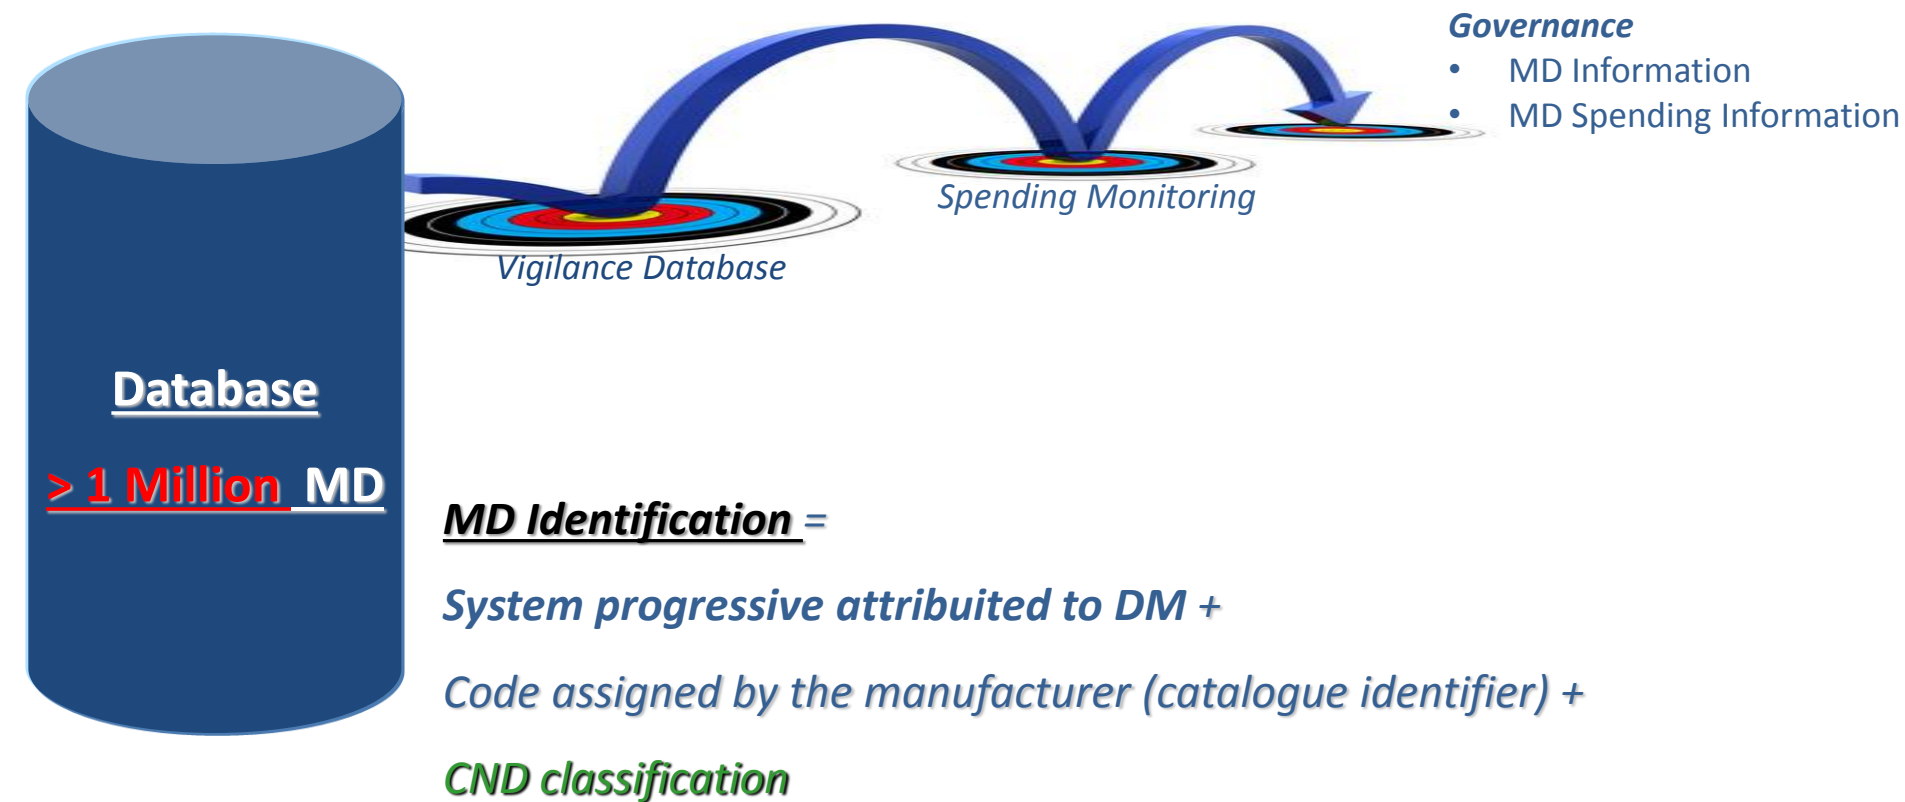 Governance
• MD Information
• MD Spending Information
Spending Monitoring
Vigilance Database
Database
> 1 Million MD
MD Identification =
System progressive attribuited to DM +
Code assigned by the manufacturer (catalogue identifier) +
CND classification